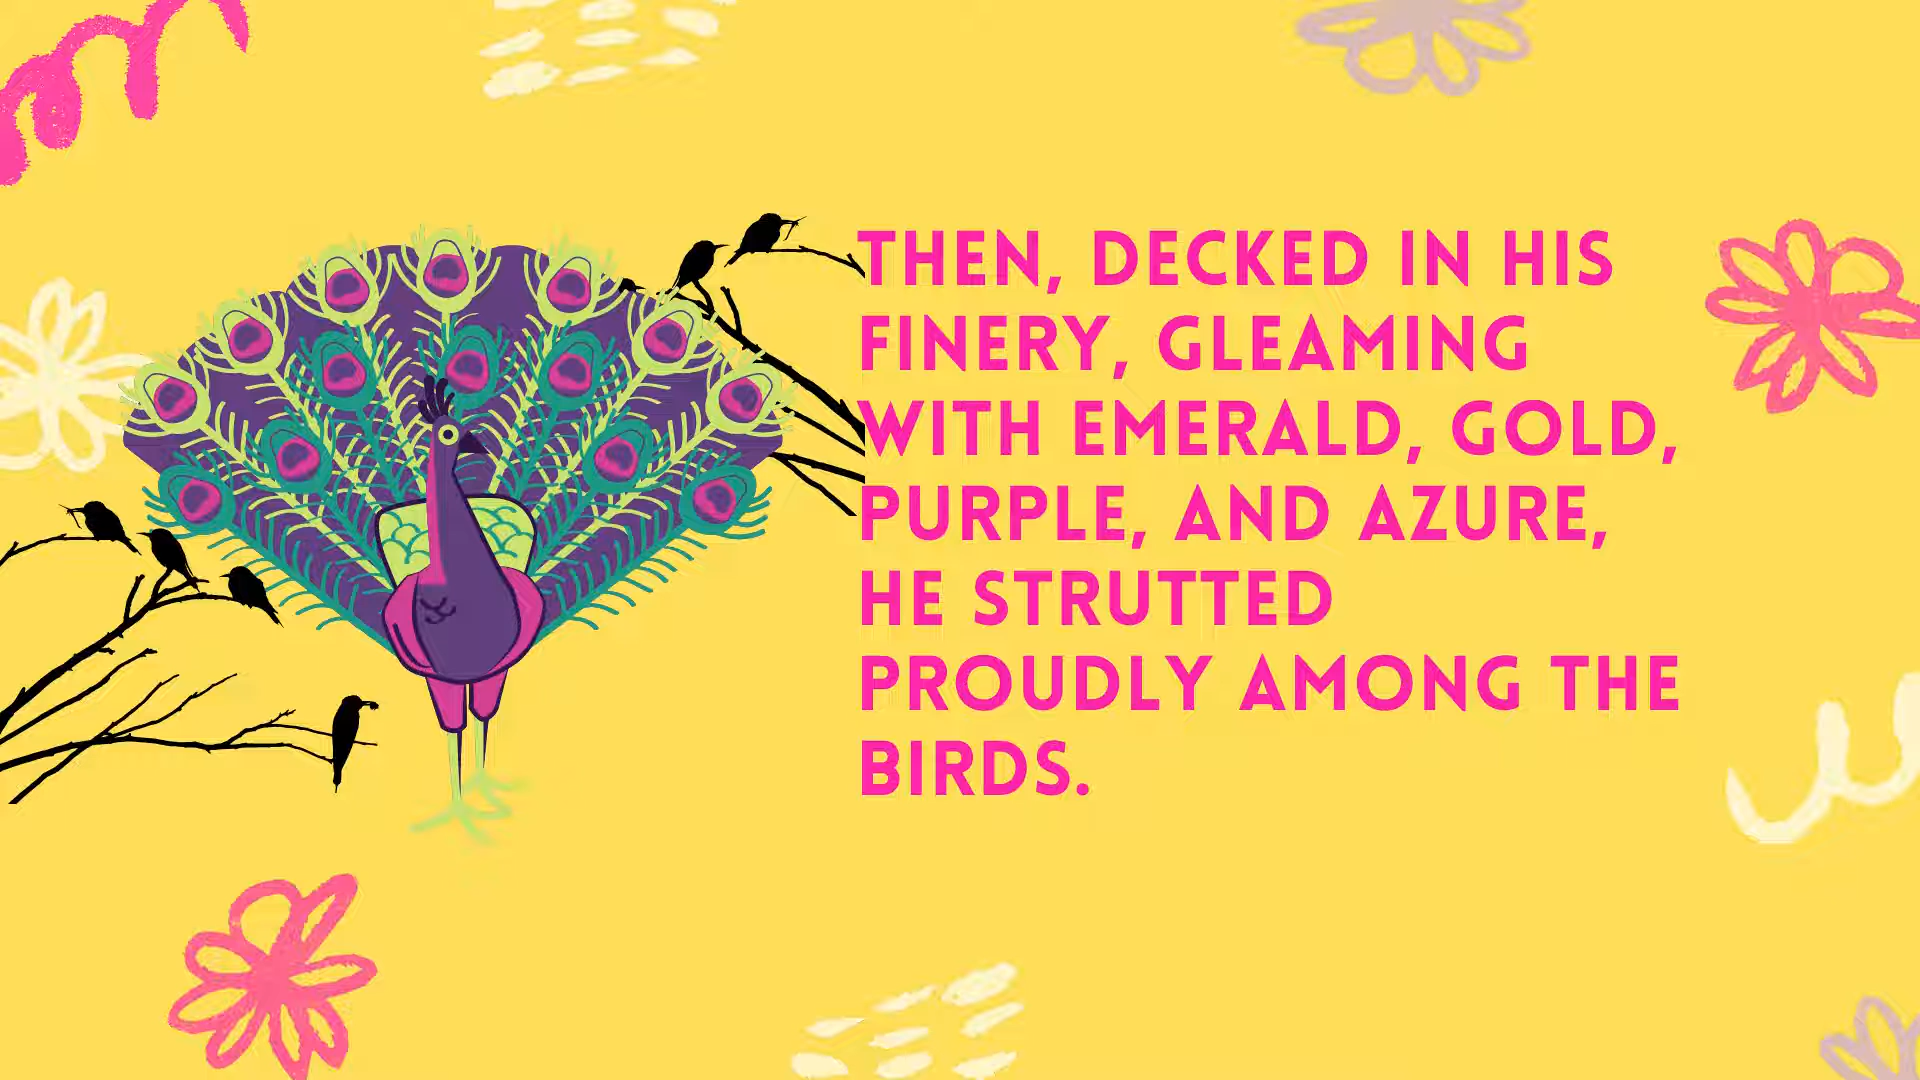 THEN, DECKED IN HIS
FINERY, GLEAMING
WITH EMERALD, GOLD,
PURPLE, AND AZURE,
HE STRUTTED
PROUDLY AMONG THE
BIRDS.